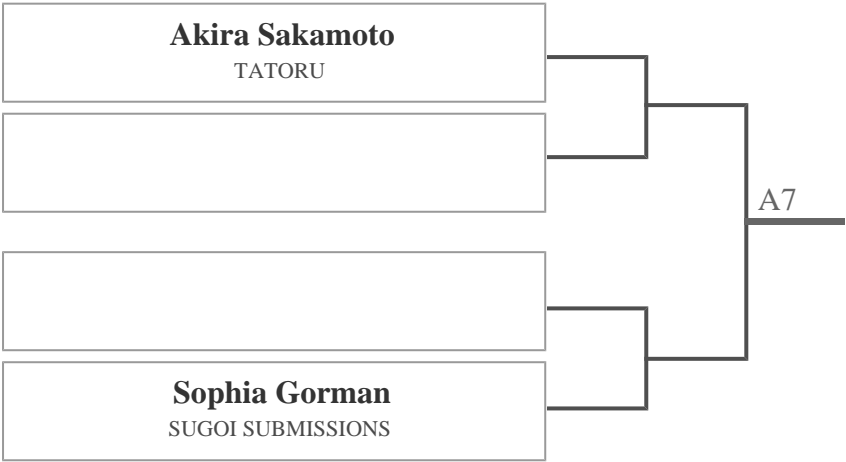 Akira Sakamoto
TATORU
A7
Sophia Gorman
SUGOI SUBMISSIONS